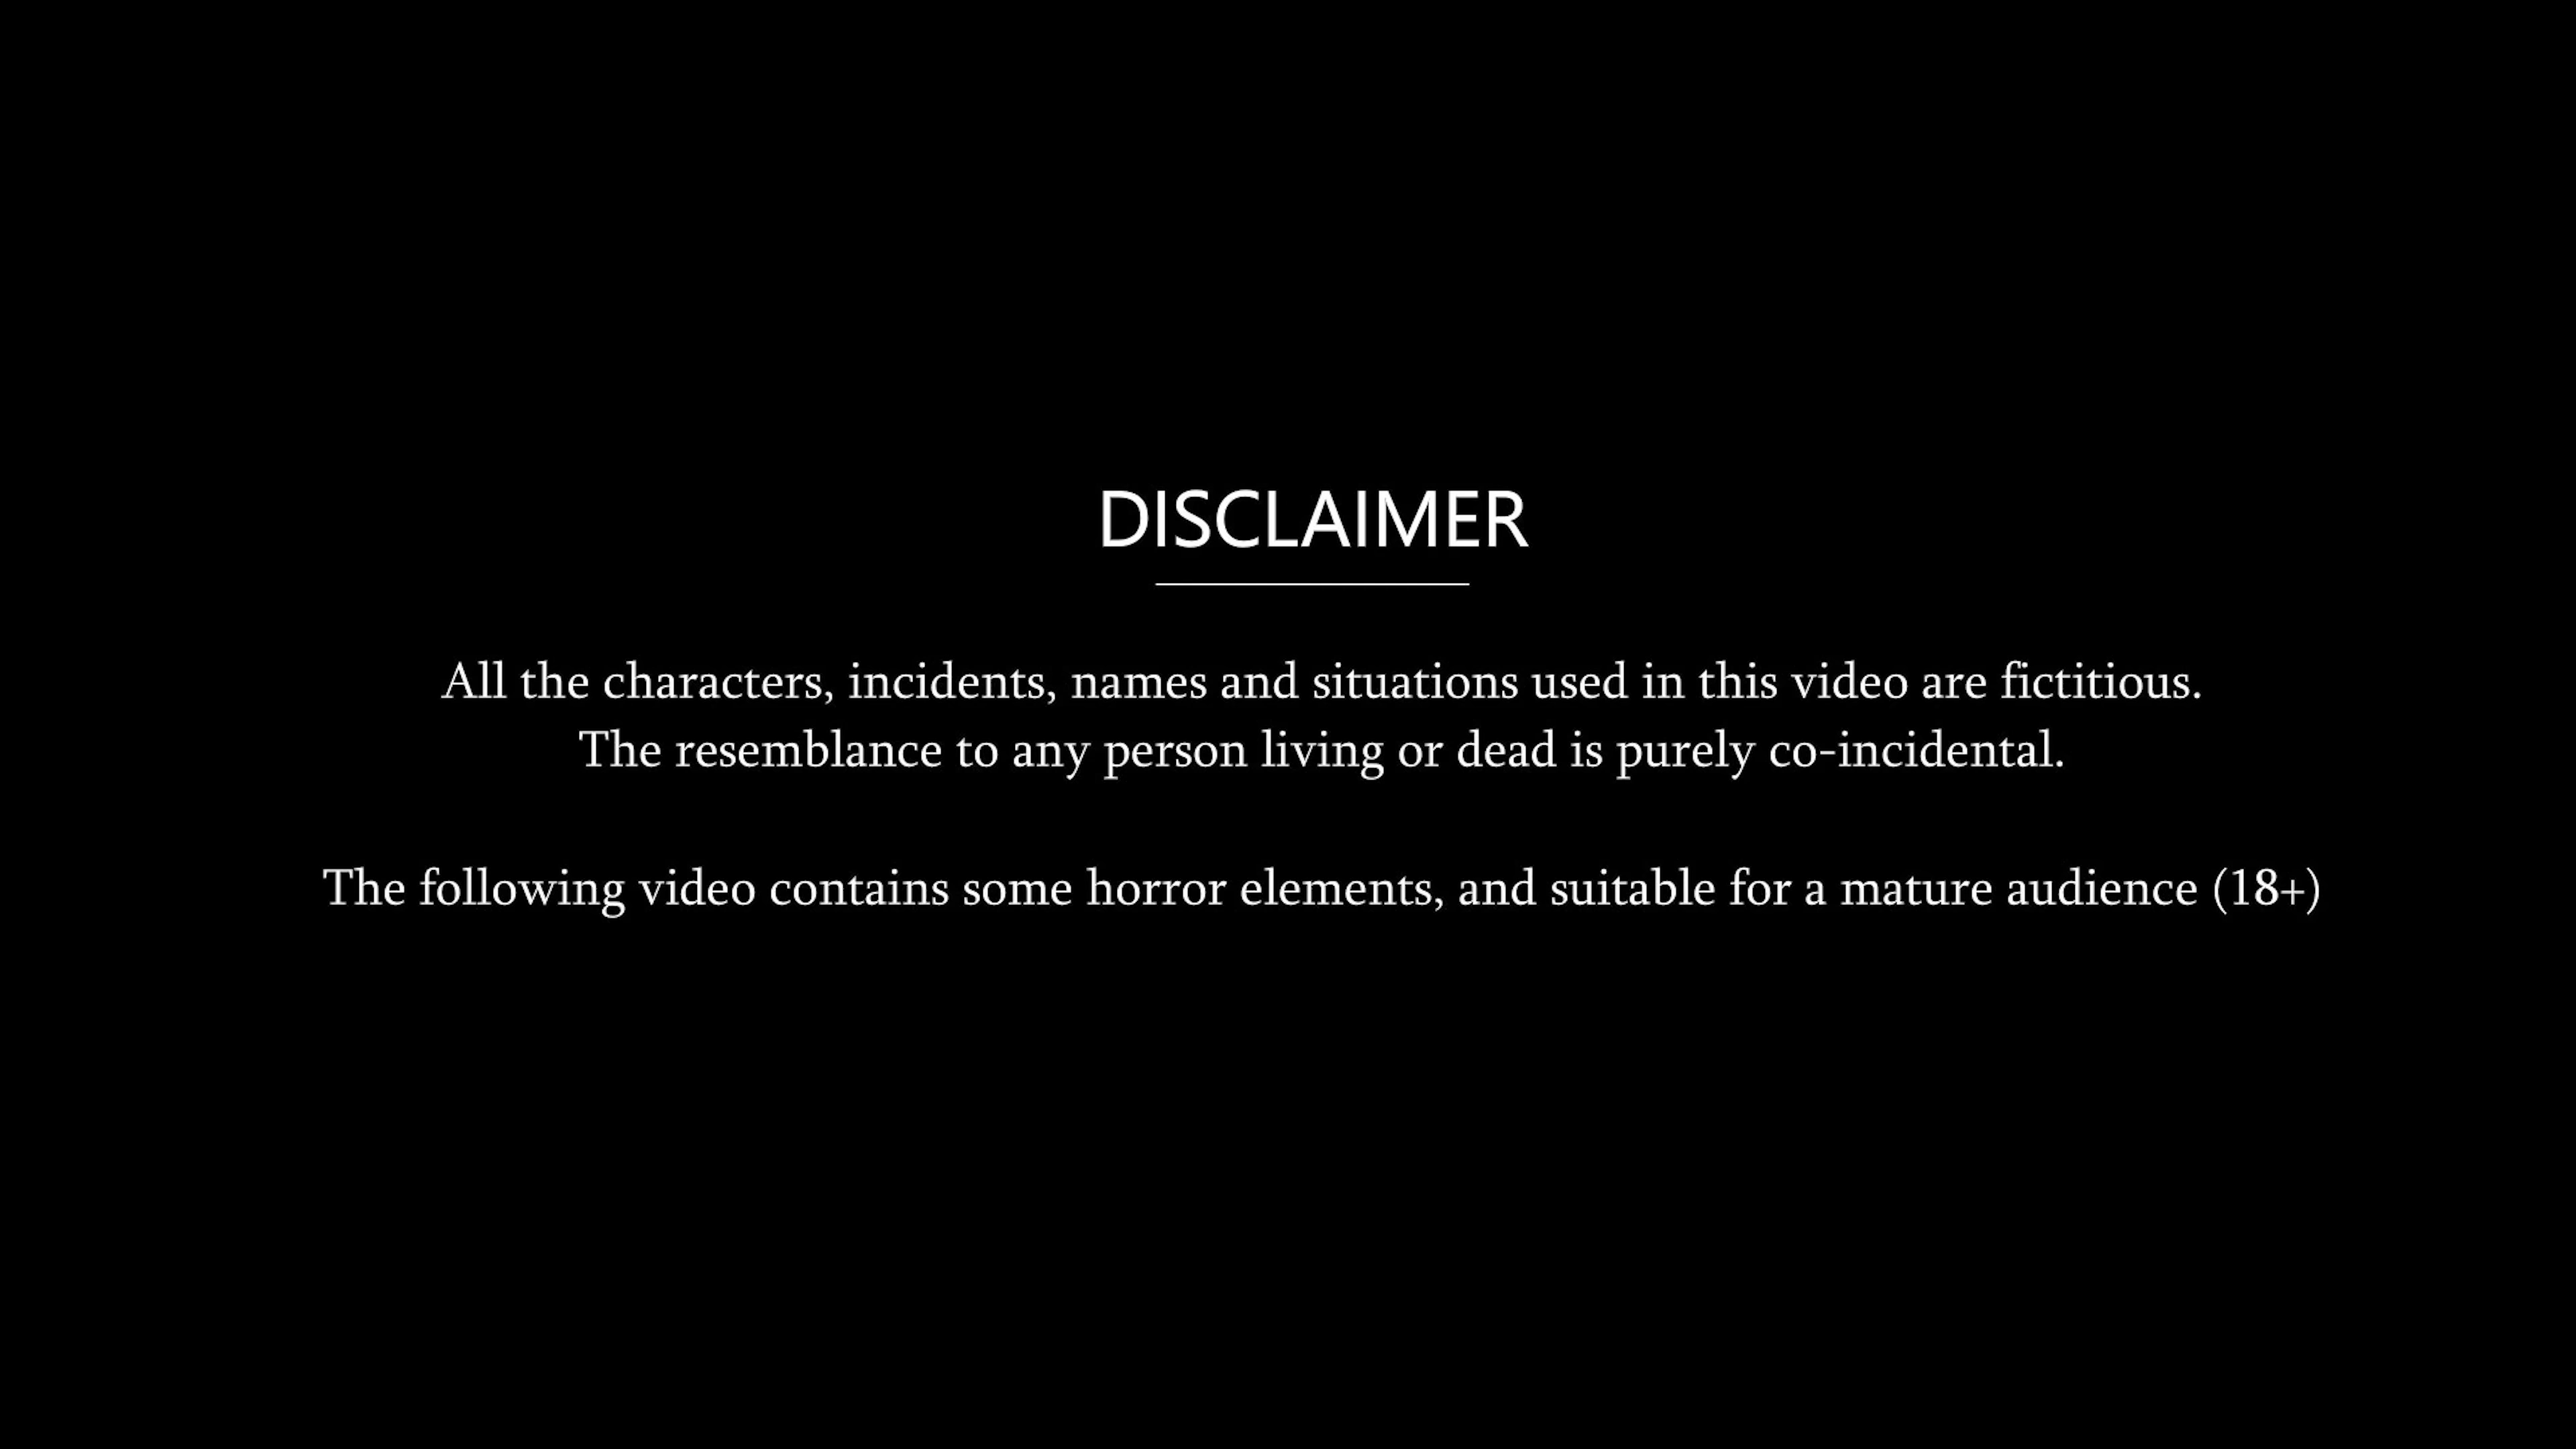 DISCLAIMER
All the characters, incidents, names and situations used in this video are fictitious.
The resemblance to any person living or dead is purely co-incidental.
The following video contains some horror elements, and suitable for a mature audience (18+)